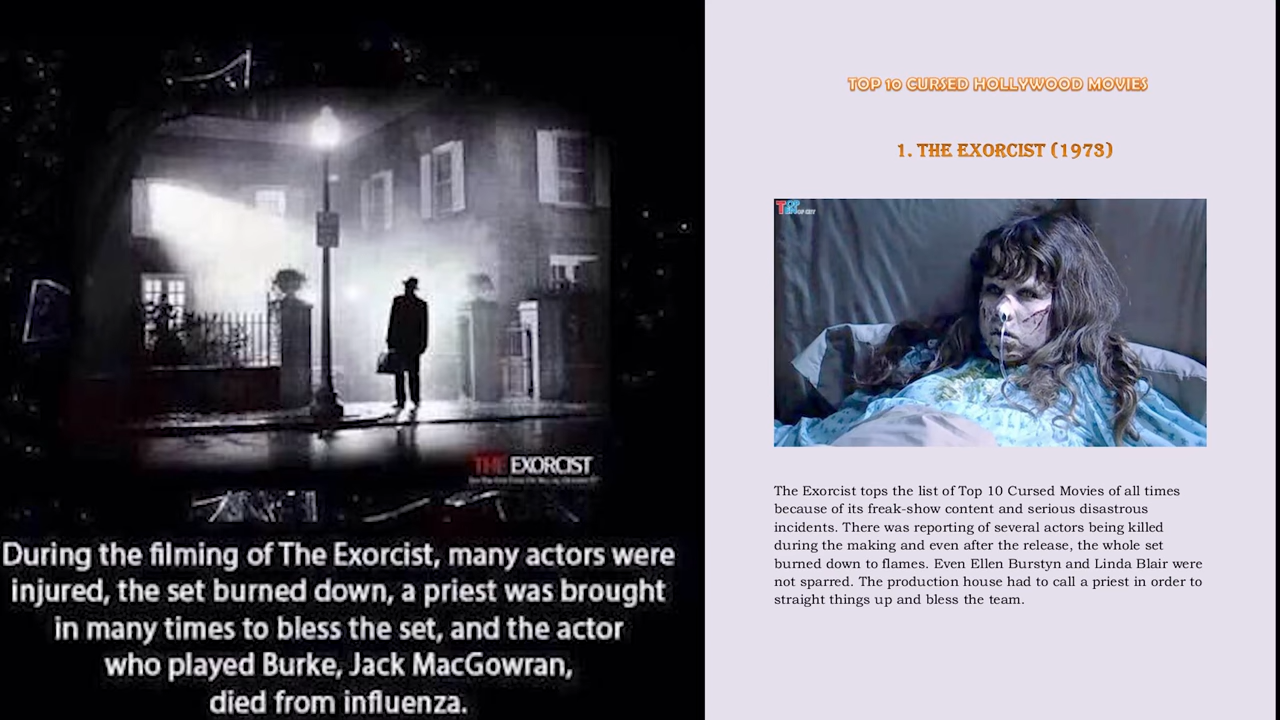 THE EXORCIST
During the filming of The Exorcist, many actors were
injured, the set burned down, a priest was brought
in many times to bless the set, and the actor
who played Burke, Jack MacGowran,
died from influenza.
TOP 10 CURSED HOLLYWOOD MOVIES
1. THE EXORCIST (1973)
The Exorcist tops the list of Top 10 Cursed Movies of all times
because of its freak-show content and serious disastrous
incidents. There was reporting of several actors being killed
during the making and even after the release, the whole set
burned down to flames. Even Ellen Burstyn and Linda Blair were
not sparred. The production house had to call a priest in order to
straight things up and bless the team.